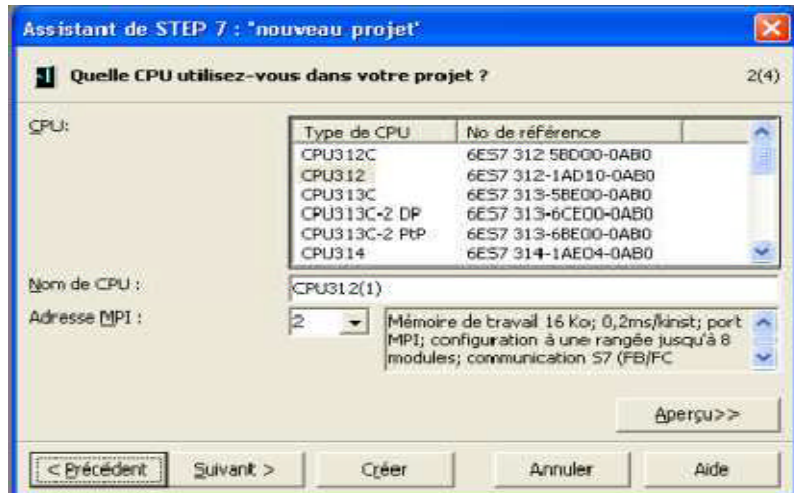 Assistant de STEP 7 : "nouveau projet"
Quelle CPU utilisez-vous dans votre projet ? 2(4)
CPU:
Type de CPU No de référence
CPU312C 6ES7 312 5BD00-0AB0
CPU312 6ES7 312-1AD10-0AB0
CPU313C 6ES7 313-5BE00-0AB0
CPU313C-2 DP 6ES7 313-6CE00-0AB0
CPU313C-2 PtP 6ES7 313-6BE00-0AB0
CPU314 6ES7 314-1AE04-0AB0
Nom de CPU : CPU312(1)
Adresse MPI : 2
Mémoire de travail 16 Ko; 0,2ms/kinst; port
MPI; configuration à une rangée jusqu'à 8
modules; communication S7 (FB/FC
Aperçu>>
< Précédent Suivant > Créer Annuler Aide